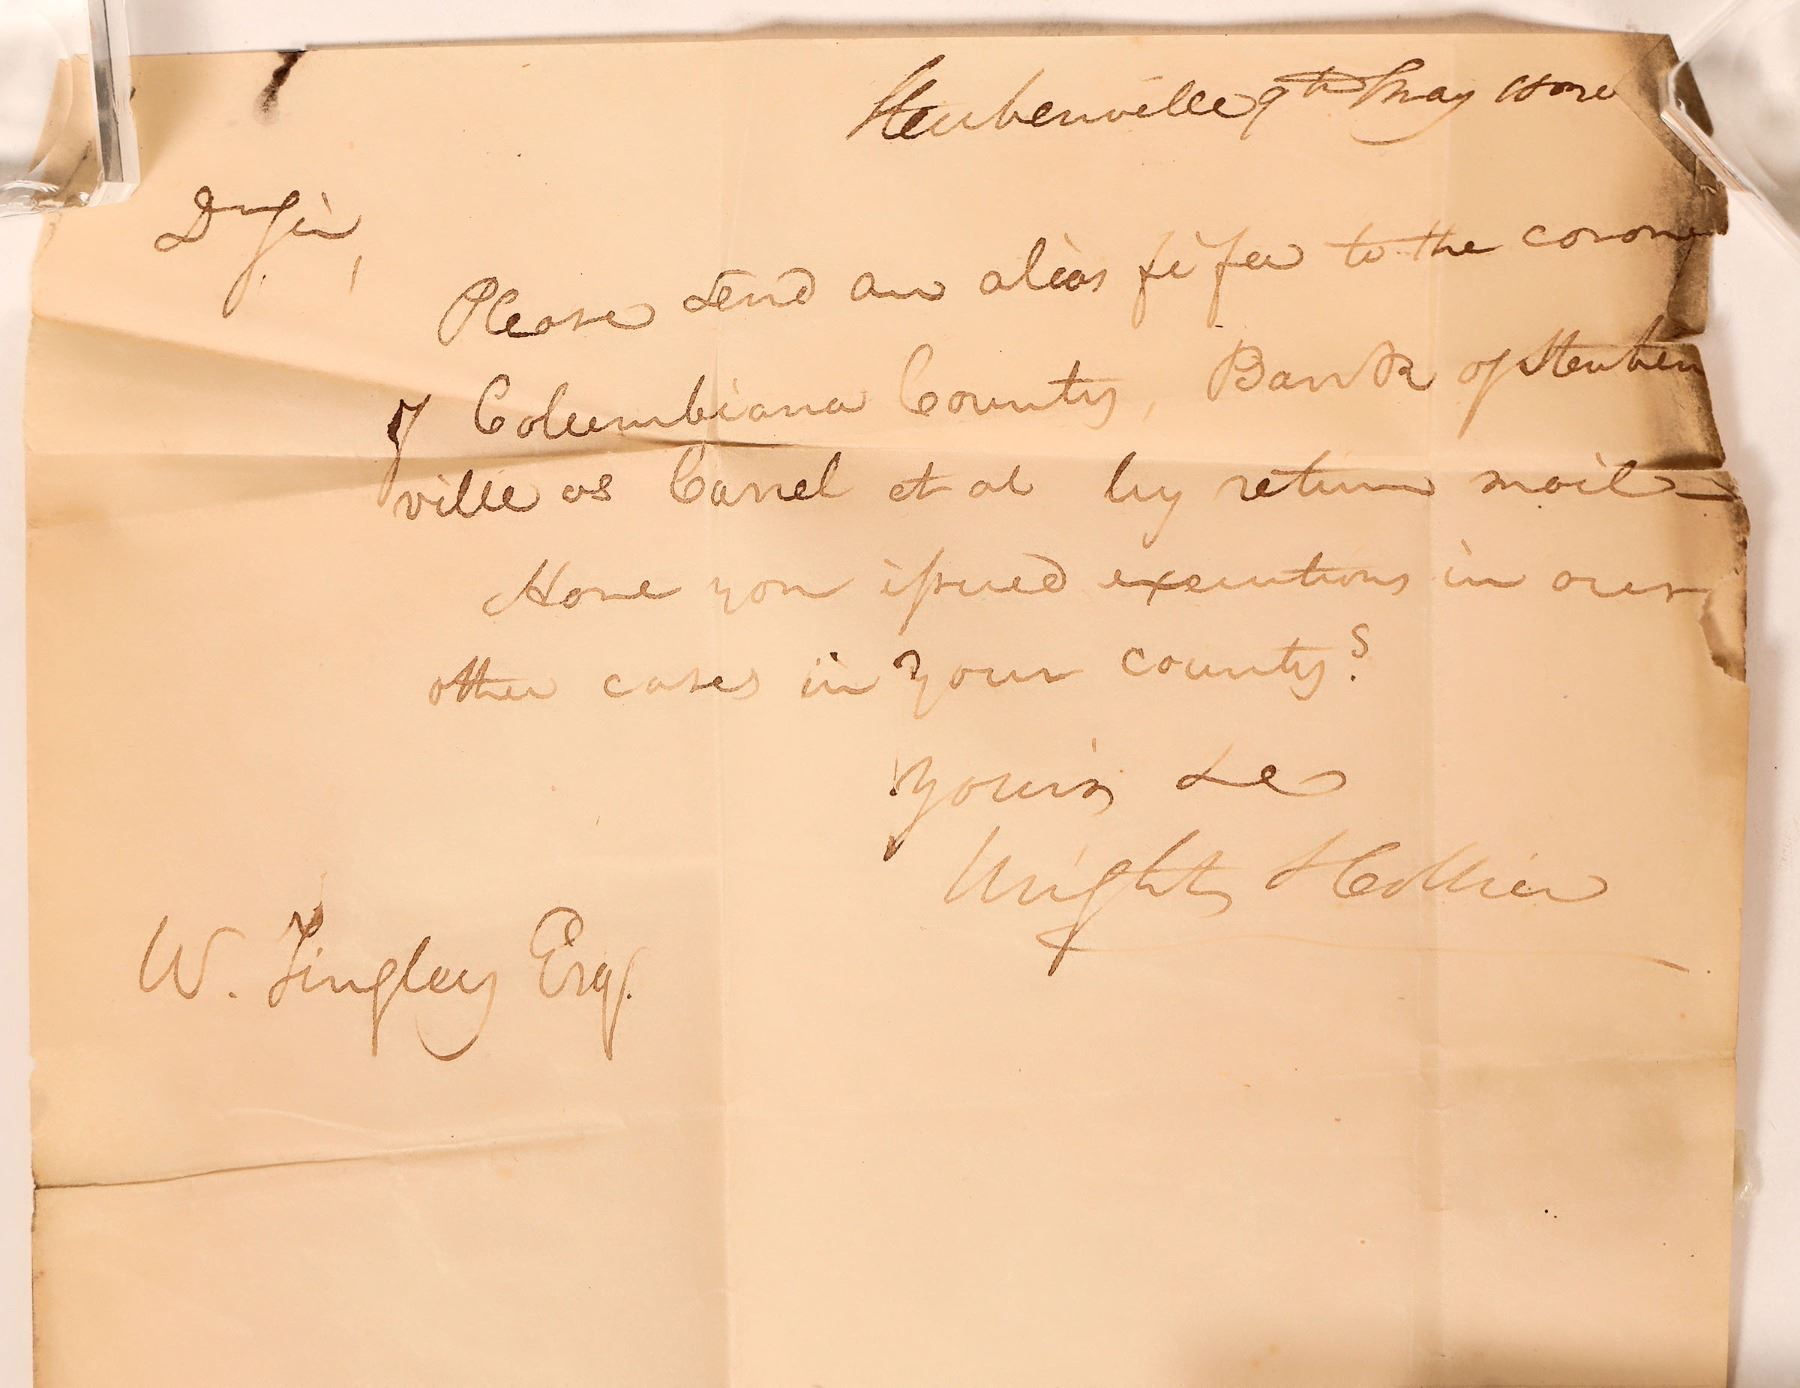 Steubenville 9th May
Dr Sir,
Please send an alias fi fa to the corone
of Columbiana County, Bank of Steuben
ville vs Carrel et al by return mail
Have you issued executions in our
other cases in your county?
yours &c
Wright & Collier
W. Tingley Esqr.